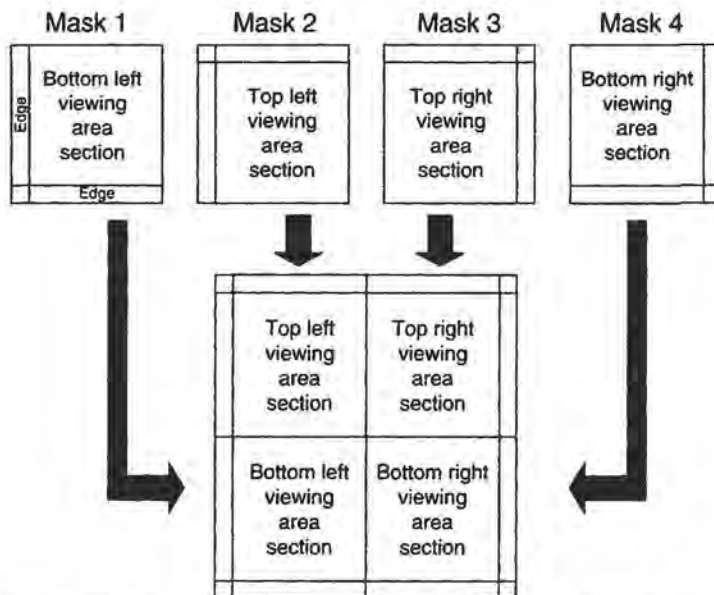 Mask 1
Mask 2
Mask 3
Mask 4
Edge
Bottom left
viewing
area
section
Edge
Top left
viewing
area
section
Top right
viewing
area
section
Bottom right
viewing
area
section
Top left
viewing
area
section
Top right
viewing
area
section
Bottom left
viewing
area
section
Bottom right
viewing
area
section